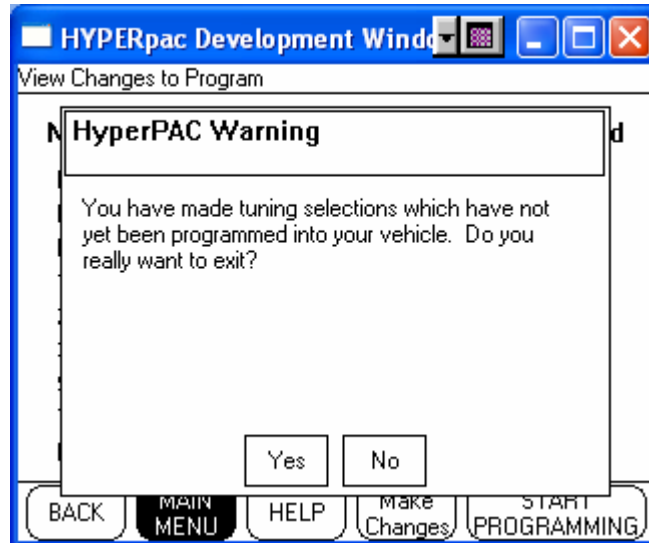 HYPERpac Development Windo
View Changes to Program
N
d
HyperPAC Warning
You have made tuning selections which have not
yet been programmed into your vehicle. Do you
really want to exit?
Yes
No
BACK
MAIN
MENU
HELP
Make
Changes
START
PROGRAMMING